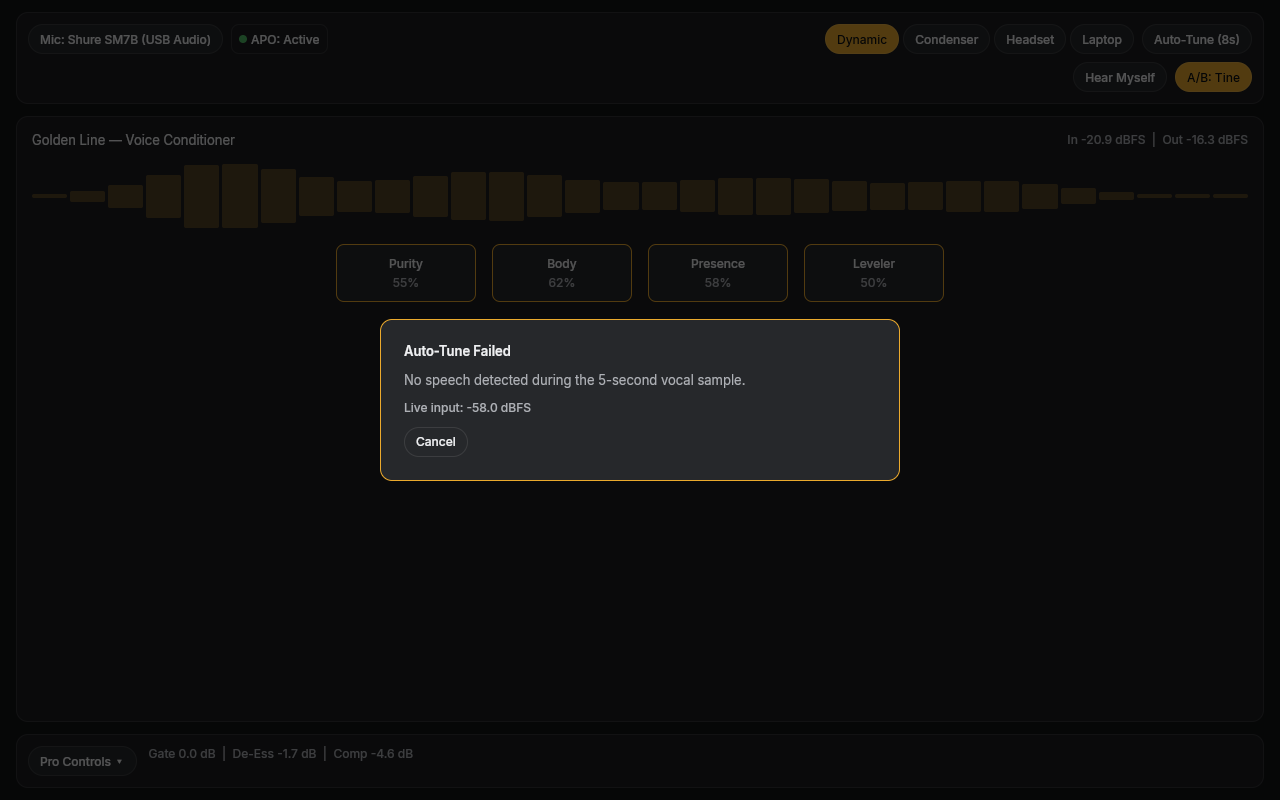 Mic: Shure SM7B (USB Audio) APO: Active Dynamic Condenser Headset Laptop Auto-Tune (8s)
Hear Myself A/B: Tine
Golden Line — Voice Conditioner In -20.9 dBFS | Out -16.3 dBFS
Purity Body Presence Leveler
55% 62% 58% 50%
Auto-Tune Failed
No speech detected during the 5-second vocal sample.
Live input: -58.0 dBFS
Cancel
Pro Controls ▾ Gate 0.0 dB | De-Ess -1.7 dB | Comp -4.6 dB